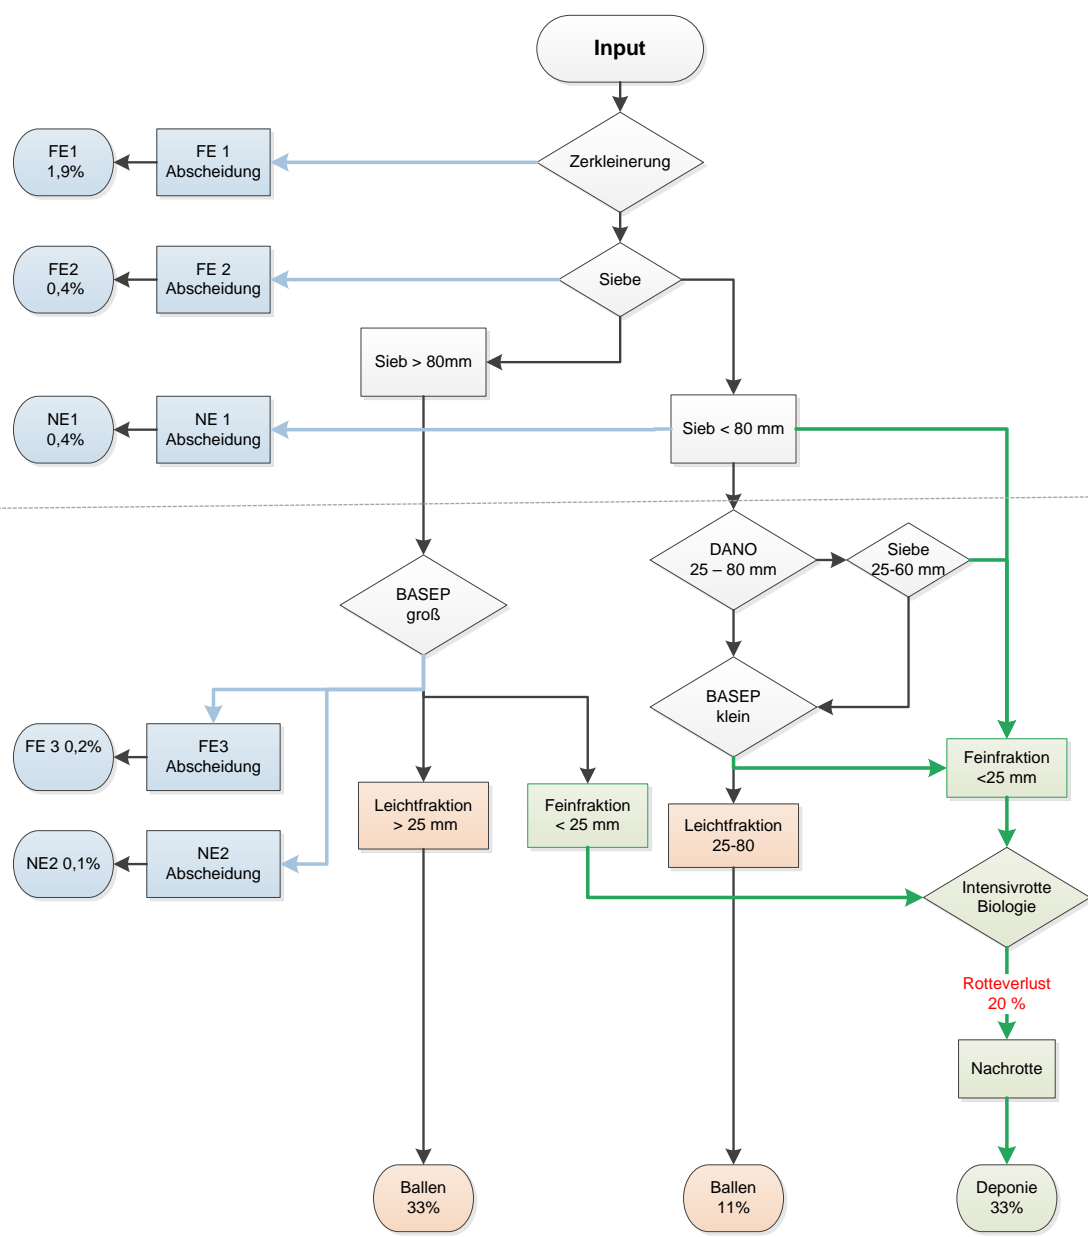 Input
FE1
1,9%
FE 1
Abscheidung
Zerkleinerung
FE2
0,4%
FE 2
Abscheidung
Siebe
Sieb > 80mm
NE1
0,4%
NE 1
Abscheidung
Sieb < 80 mm
DANO
25 – 80 mm
Siebe
25-60 mm
BASEP
groß
BASEP
klein
FE 3 0,2%
FE3
Abscheidung
Feinfraktion
<25 mm
Leichtfraktion
> 25 mm
Feinfraktion
< 25 mm
Leichtfraktion
25-80
NE2 0,1%
NE2
Abscheidung
Intensivrotte
Biologie
Rotteverlust
20 %
Nachrotte
Ballen
33%
Ballen
11%
Deponie
33%